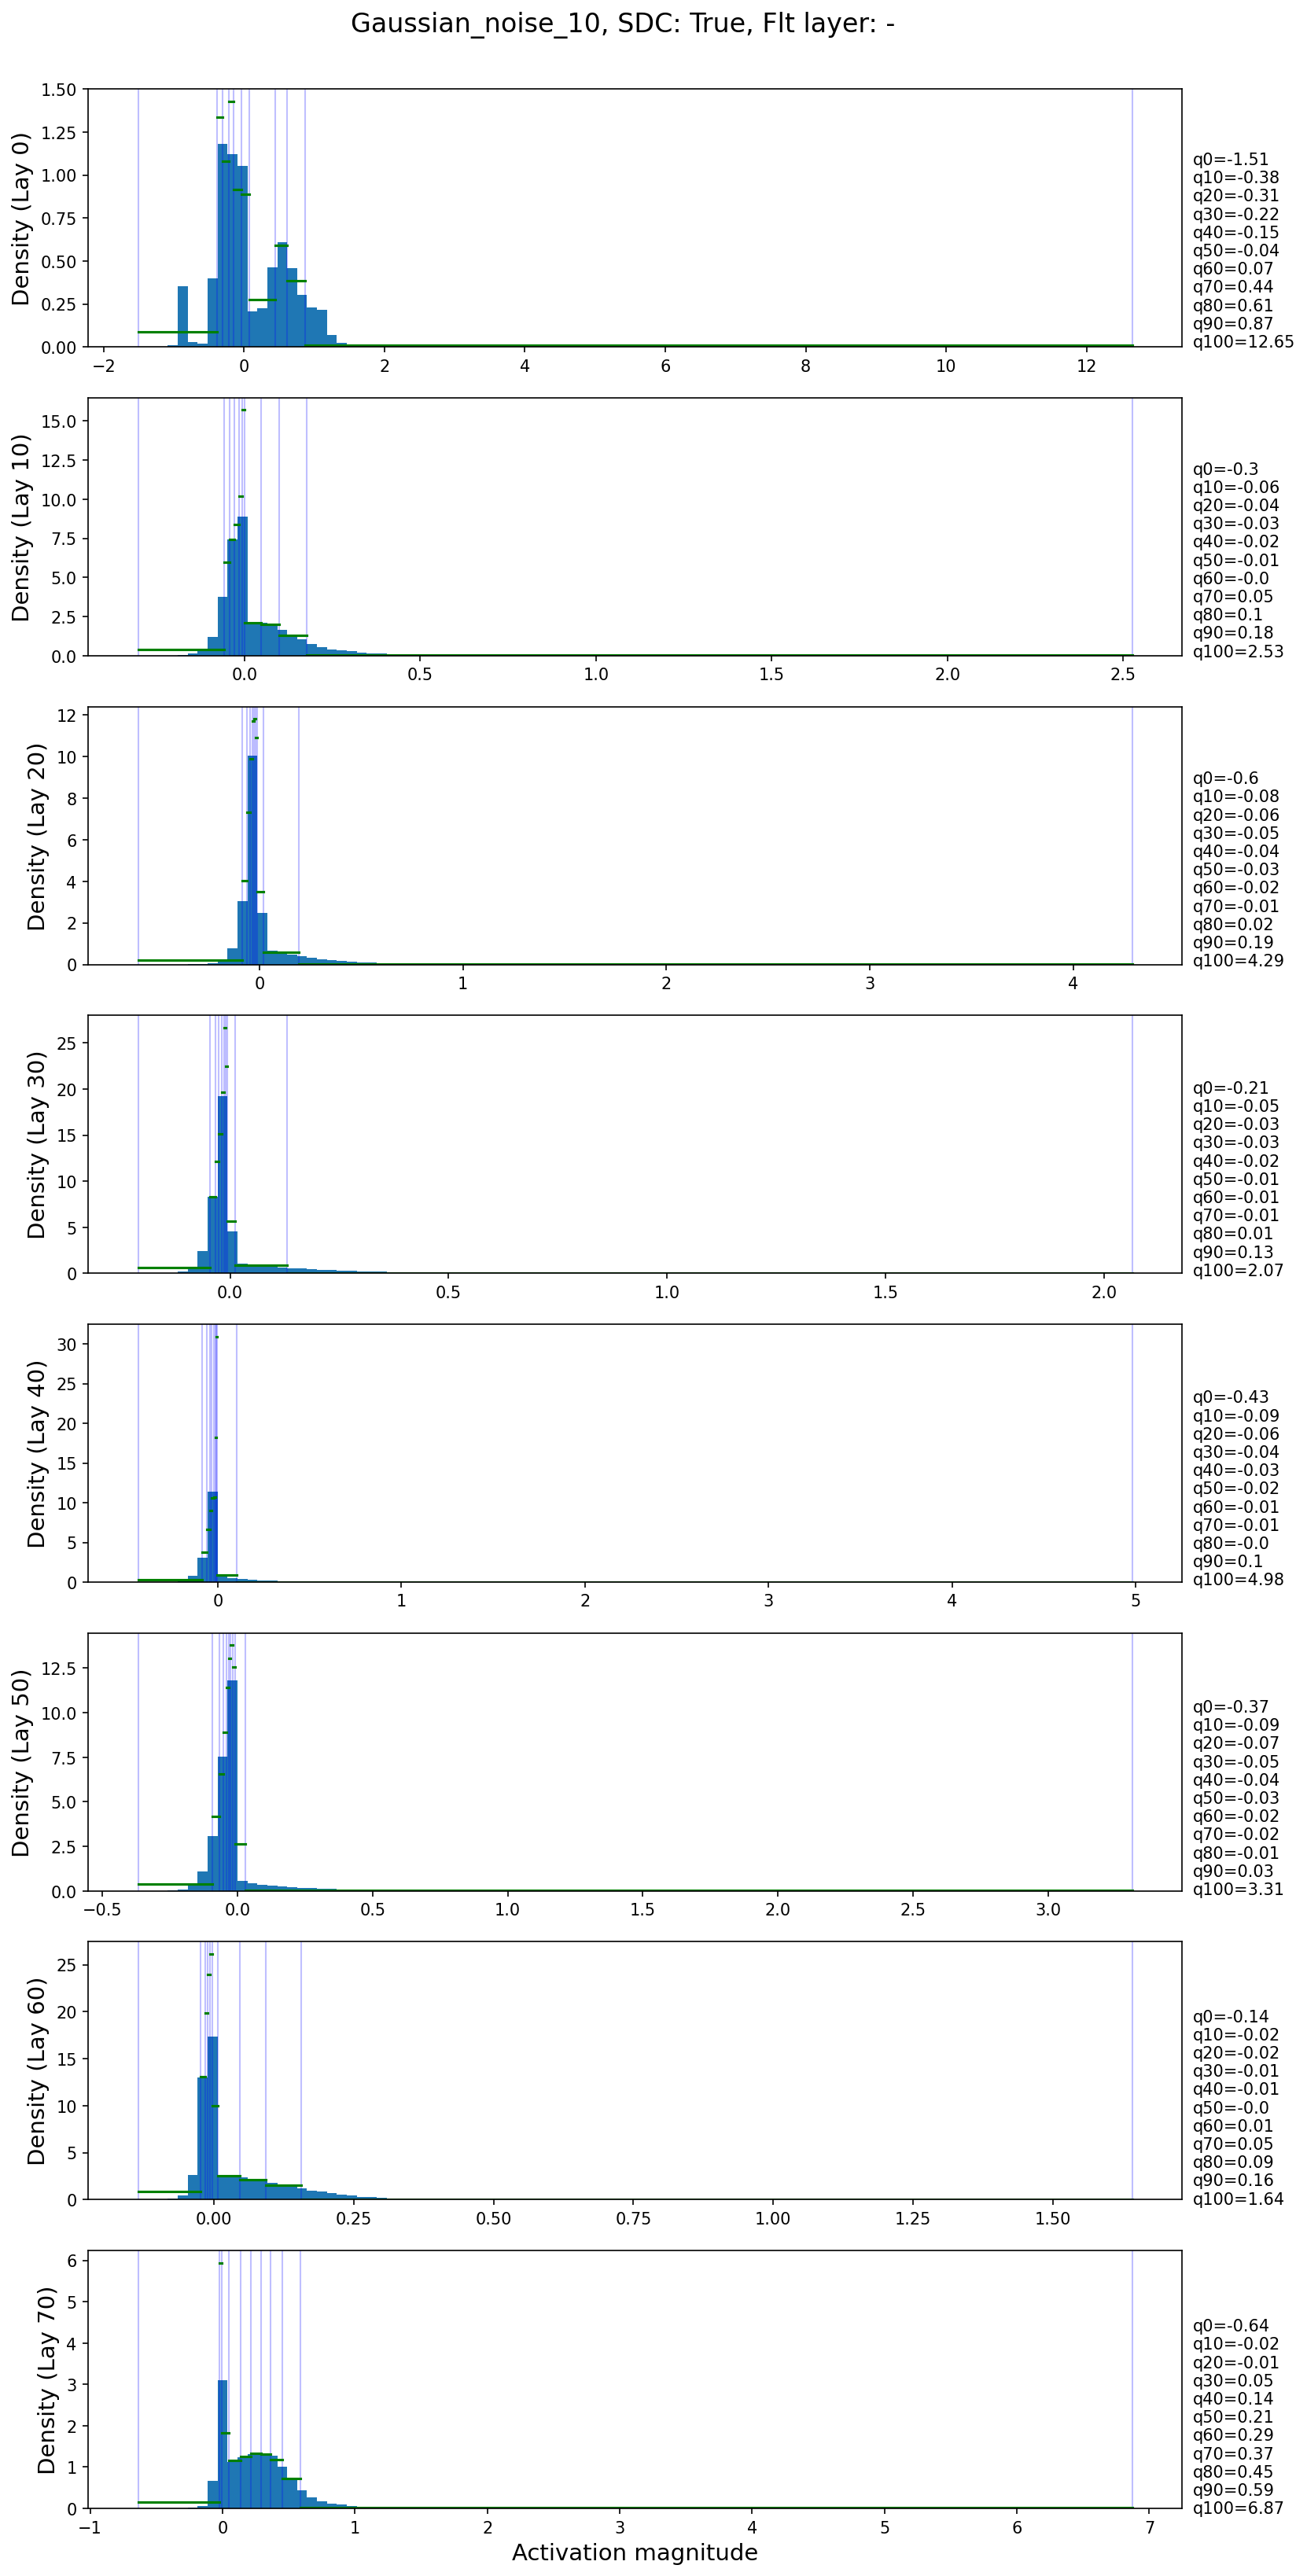 Gaussian_noise_10, SDC: True, Flt layer: -
Density (Lay 0)
1.50
1.25
1.00
0.75
0.50
0.25
0.00
−2 0 2 4 6 8 10 12
q0=-1.51
q10=-0.38
q20=-0.31
q30=-0.22
q40=-0.15
q50=-0.04
q60=0.07
q70=0.44
q80=0.61
q90=0.87
q100=12.65
Density (Lay 10)
15.0
12.5
10.0
7.5
5.0
2.5
0.0
0.0 0.5 1.0 1.5 2.0 2.5
q0=-0.3
q10=-0.06
q20=-0.04
q30=-0.03
q40=-0.02
q50=-0.01
q60=-0.0
q70=0.05
q80=0.1
q90=0.18
q100=2.53
Density (Lay 20)
12
10
8
6
4
2
0
0 1 2 3 4
q0=-0.6
q10=-0.08
q20=-0.06
q30=-0.05
q40=-0.04
q50=-0.03
q60=-0.02
q70=-0.01
q80=0.02
q90=0.19
q100=4.29
Density (Lay 30)
25
20
15
10
5
0
0.0 0.5 1.0 1.5 2.0
q0=-0.21
q10=-0.05
q20=-0.03
q30=-0.03
q40=-0.02
q50=-0.01
q60=-0.01
q70=-0.01
q80=0.01
q90=0.13
q100=2.07
Density (Lay 40)
30
25
20
15
10
5
0
0 1 2 3 4 5
q0=-0.43
q10=-0.09
q20=-0.06
q30=-0.04
q40=-0.03
q50=-0.02
q60=-0.01
q70=-0.01
q80=-0.0
q90=0.1
q100=4.98
Density (Lay 50)
12.5
10.0
7.5
5.0
2.5
0.0
−0.5 0.0 0.5 1.0 1.5 2.0 2.5 3.0
q0=-0.37
q10=-0.09
q20=-0.07
q30=-0.05
q40=-0.04
q50=-0.03
q60=-0.02
q70=-0.02
q80=-0.01
q90=0.03
q100=3.31
Density (Lay 60)
25
20
15
10
5
0
0.00 0.25 0.50 0.75 1.00 1.25 1.50
q0=-0.14
q10=-0.02
q20=-0.02
q30=-0.01
q40=-0.01
q50=-0.0
q60=0.01
q70=0.05
q80=0.09
q90=0.16
q100=1.64
Density (Lay 70)
6
5
4
3
2
1
0
−1 0 1 2 3 4 5 6 7
q0=-0.64
q10=-0.02
q20=-0.01
q30=0.05
q40=0.14
q50=0.21
q60=0.29
q70=0.37
q80=0.45
q90=0.59
q100=6.87
Activation magnitude